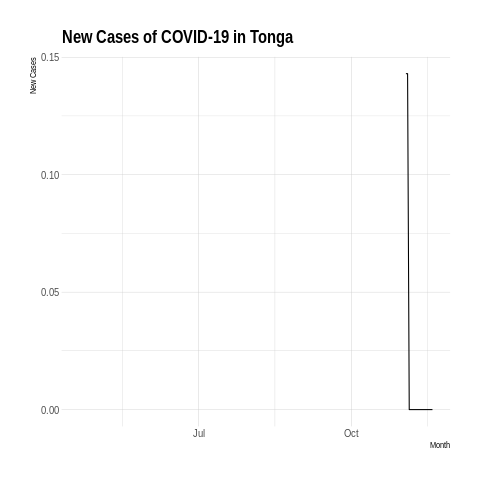 New Cases of COVID-19 in Tonga
New Cases
0.15
0.10
0.05
0.00
Jul
Oct
Month